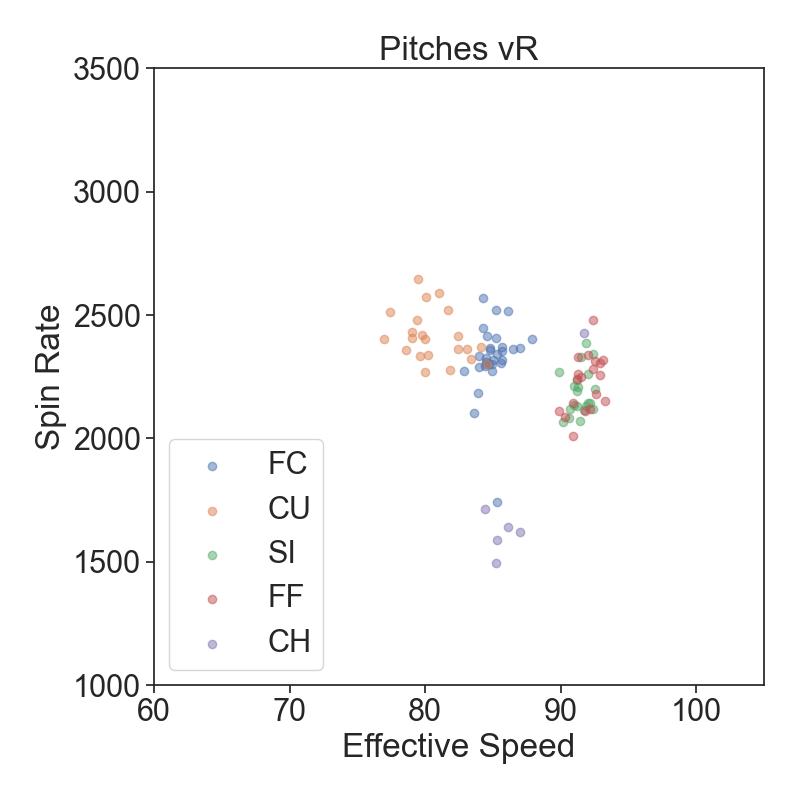 Pitches vR
3500
3000
2500
2000
1500
1000
Spin Rate
FC
CU
SI
FF
CH
60 70 80 90 100
Effective Speed